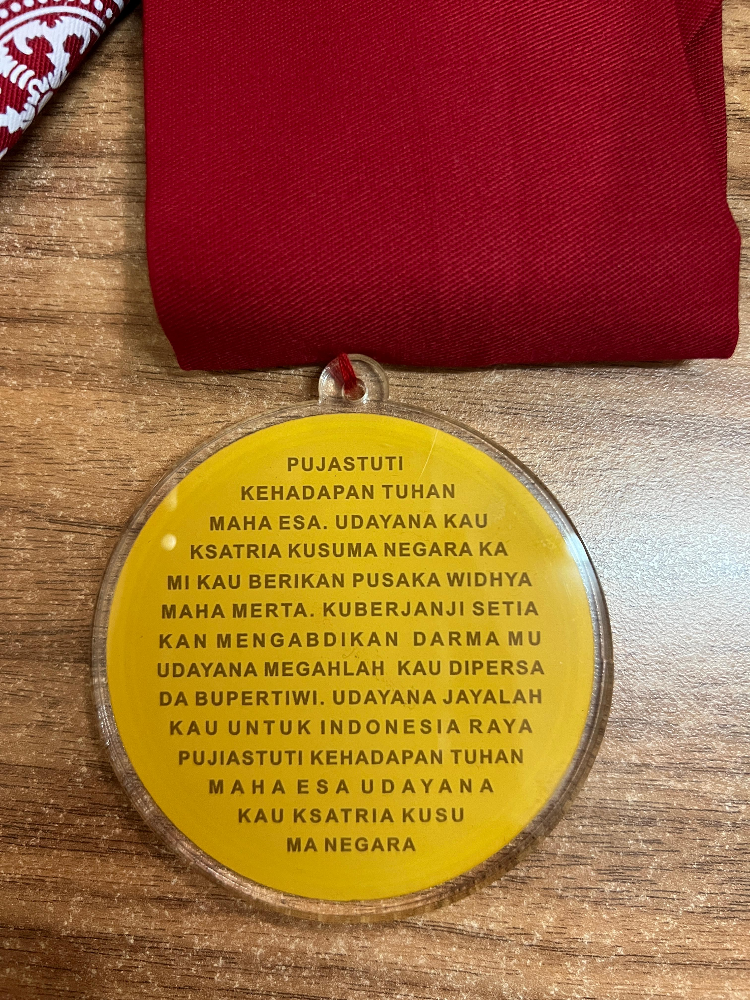 PUJASTUTI
KEHADAPAN TUHAN
MAHA ESA. UDAYANA KAU
KSATRIA KUSUMA NEGARA KA
MI KAU BERIKAN PUSAKA WIDHYA
MAHA MERTA. KUBERJANJI SETIA
KAN MENGABDIKAN DARMA MU
UDAYANA MEGAHLAH KAU DIPERSA
DA BUPERTIWI. UDAYANA JAYALAH
KAU UNTUK INDONESIA RAYA
PUJIASTUTI KEHADAPAN TUHAN
MAHA ESA UDAYANA
KAU KSATRIA KUSU
MA NEGARA